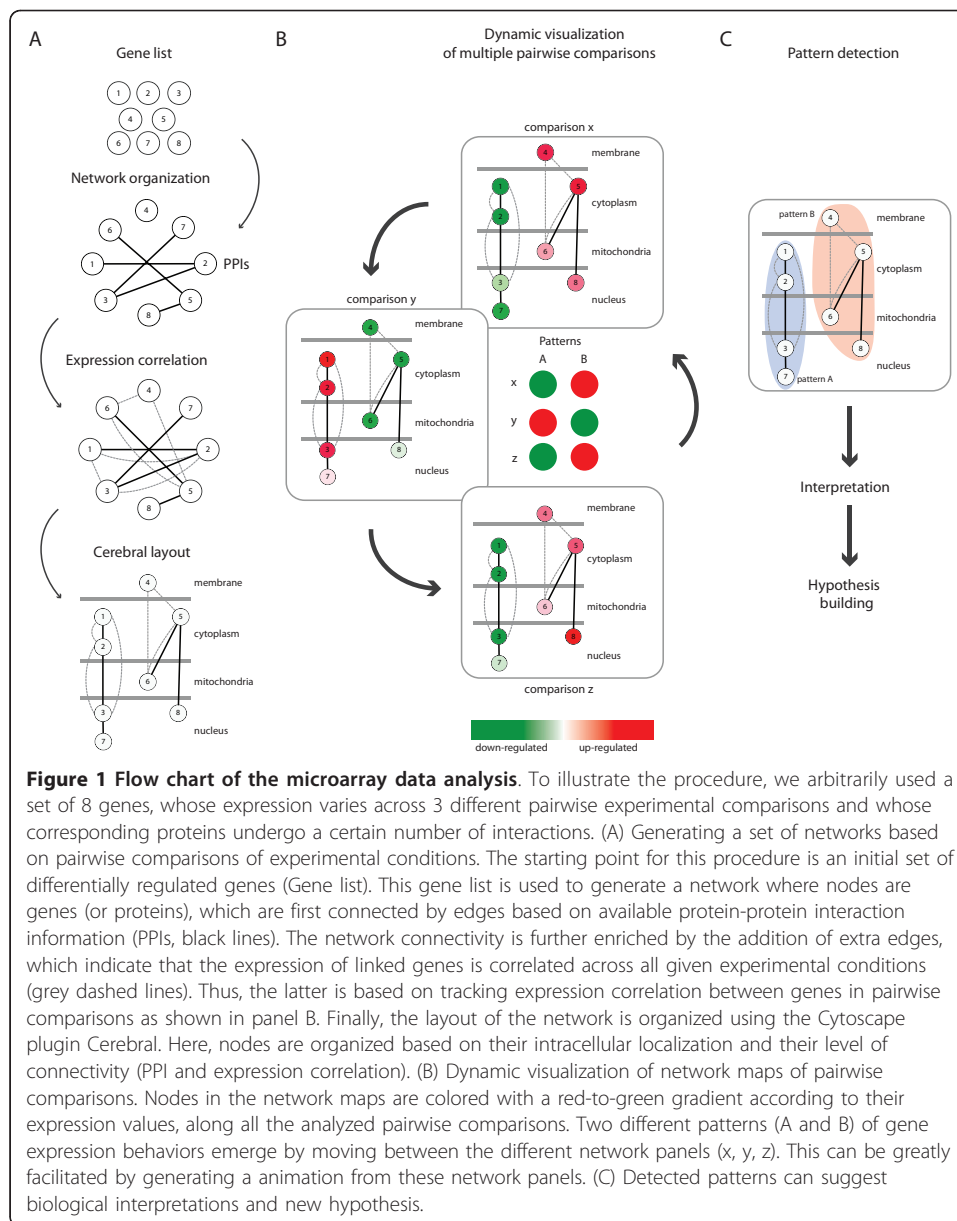 A
Gene list
1 2 3
4 5
6 7 8
Network organization
4
6 7
1 2 PPIs
3 5
8
Expression correlation
4
6 7
1 2
3 5
8
Cerebral layout
4 membrane
1 5
cytoplasm
2
6 mitochondria
3 8
nucleus
7
B
Dynamic visualization
of multiple pairwise comparisons
comparison x
4 membrane
1 5
cytoplasm
2
6 mitochondria
3 8
nucleus
7
comparison y
4 membrane
1 5
cytoplasm
2
6 mitochondria
3 8
nucleus
7
Patterns
A B
x
y
z
4 membrane
1 5
cytoplasm
2
6 mitochondria
3 8
nucleus
7
comparison z
down-regulated up-regulated
C
Pattern detection
pattern B 4 membrane
1 5
cytoplasm
2
6 mitochondria
3 8
nucleus
7 pattern A
Interpretation
Hypothesis
building
Figure 1 Flow chart of the microarray data analysis. To illustrate the procedure, we arbitrarily used a
set of 8 genes, whose expression varies across 3 different pairwise experimental comparisons and whose
corresponding proteins undergo a certain number of interactions. (A) Generating a set of networks based
on pairwise comparisons of experimental conditions. The starting point for this procedure is an initial set of
differentially regulated genes (Gene list). This gene list is used to generate a network where nodes are
genes (or proteins), which are first connected by edges based on available protein-protein interaction
information (PPIs, black lines). The network connectivity is further enriched by the addition of extra edges,
which indicate that the expression of linked genes is correlated across all given experimental conditions
(grey dashed lines). Thus, the latter is based on tracking expression correlation between genes in pairwise
comparisons as shown in panel B. Finally, the layout of the network is organized using the Cytoscape
plugin Cerebral. Here, nodes are organized based on their intracellular localization and their level of
connectivity (PPI and expression correlation). (B) Dynamic visualization of network maps of pairwise
comparisons. Nodes in the network maps are colored with a red-to-green gradient according to their
expression values, along all the analyzed pairwise comparisons. Two different patterns (A and B) of gene
expression behaviors emerge by moving between the different network panels (x, y, z). This can be greatly
facilitated by generating a animation from these network panels. (C) Detected patterns can suggest
biological interpretations and new hypothesis.